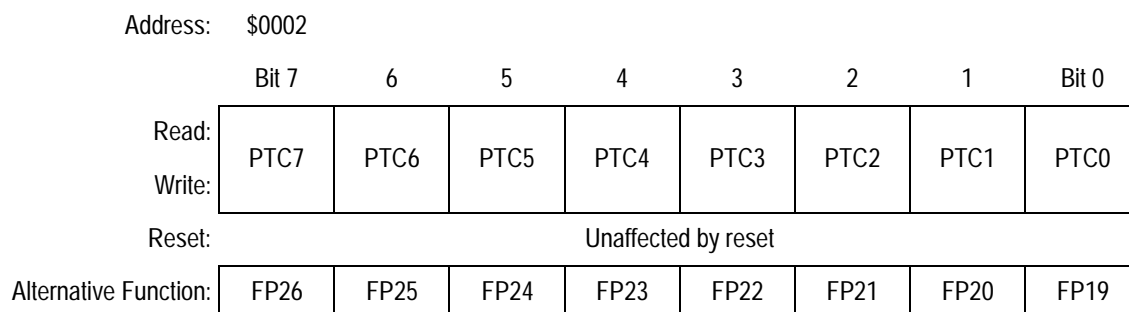 Address: $0002
Bit 7 6 5 4 3 2 1 Bit 0
Read:
PTC7 PTC6 PTC5 PTC4 PTC3 PTC2 PTC1 PTC0
Write:
Reset: Unaffected by reset
Alternative Function: FP26 FP25 FP24 FP23 FP22 FP21 FP20 FP19